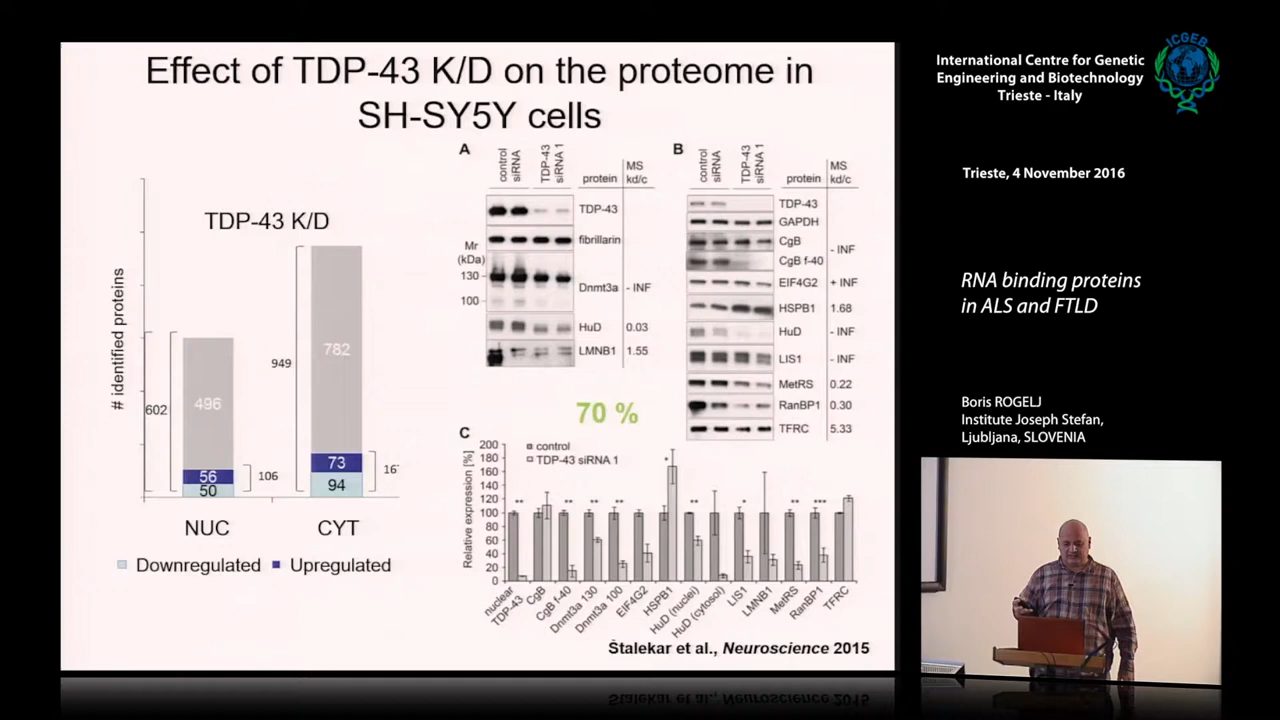 Effect of TDP-43 K/D on the proteome in
SH-SY5Y cells
# identified proteins
TDP-43 K/D
602
496
56
50
106
949
782
73
94
16
NUC
CYT
Downregulated
Upregulated
A
control
siRNA
TDP-43
siRNA 1
protein
MS
kd/c
TDP-43
fibrillarin
Mr
(kDa)
130
100
Dnmt3a
- INF
HuD
0.03
LMNB1
1.55
B
control
siRNA
TDP-43
siRNA 1
protein
MS
kd/c
TDP-43
GAPDH
CgB
- INF
CgB f-40
EIF4G2
+ INF
HSPB1
1.68
HuD
- INF
LIS1
- INF
MetRS
0.22
RanBP1
0.30
TFRC
5.33
70 %
C
Relative expression [%]
200
180
160
140
120
100
80
60
40
20
0
control
TDP-43 siRNA 1
**
**
**
**
*
**
*
**
***
nuclear
TDP-43
CgB
CgB f-40
Dnmt3a 130
Dnmt3a 100
EIF4G2
HSPB1
HuD (nuclei)
HuD (cytosol)
LIS1
LMNB1
MetRS
RanBP1
TFRC
Štalekar et al., Neuroscience 2015
International Centre for Genetic
Engineering and Biotechnology
Trieste - Italy
ICGEB
Trieste, 4 November 2016
RNA binding proteins
in ALS and FTLD
Boris ROGELJ
Institute Joseph Stefan,
Ljubljana, SLOVENIA